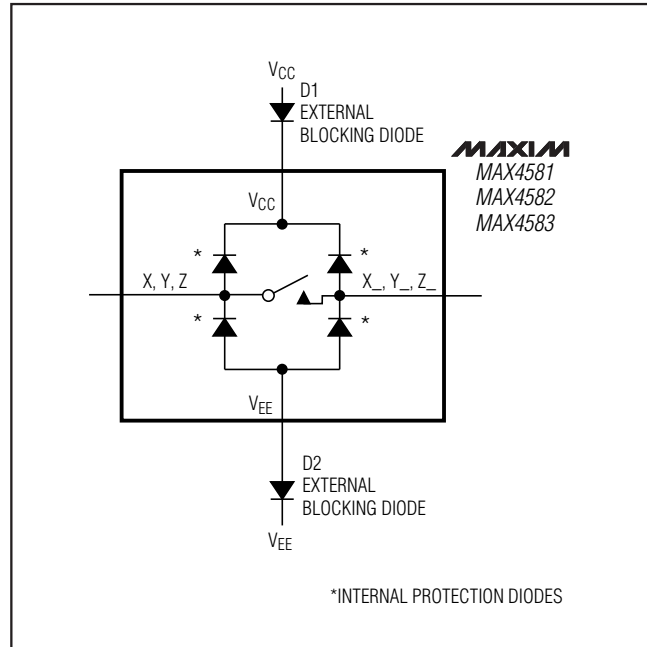 VCC
D1
EXTERNAL
BLOCKING DIODE
MAXIM
MAX4581
MAX4582
MAX4583
VCC
* *
X, Y, Z X_, Y_, Z_
* *
VEE
D2
EXTERNAL
BLOCKING DIODE
VEE
*INTERNAL PROTECTION DIODES